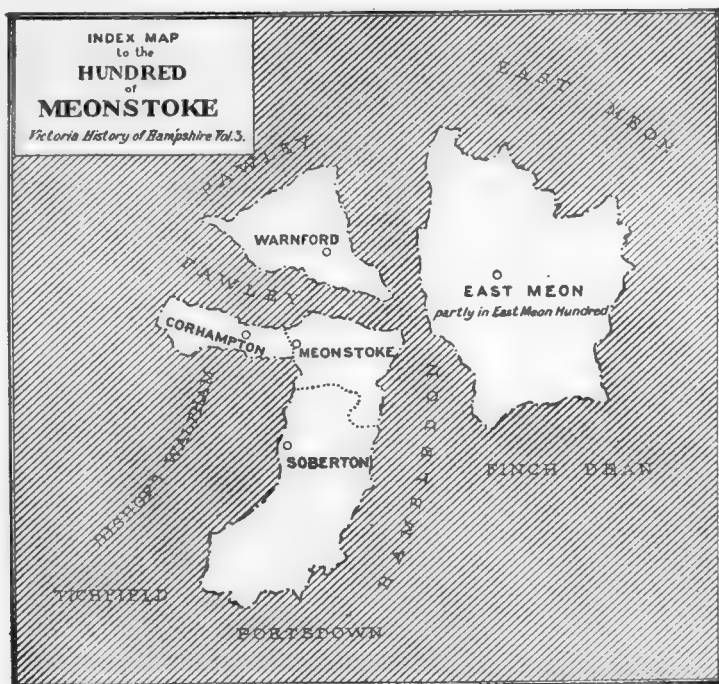 INDEX MAP
to the
HUNDRED
of
MEONSTOKE
Victoria History of Hampshire Vol. 3.
EAST MEON
FAWLEY
WARNFORD
FAWLEY
EAST MEON
partly in East Meon Hundred
CORHAMPTON
MEONSTOKE
BISHOP'S WALTHAM
HAMBLEDON
SOBERTON
FINCH DEAN
TICHFIELD
PORTSDOWN